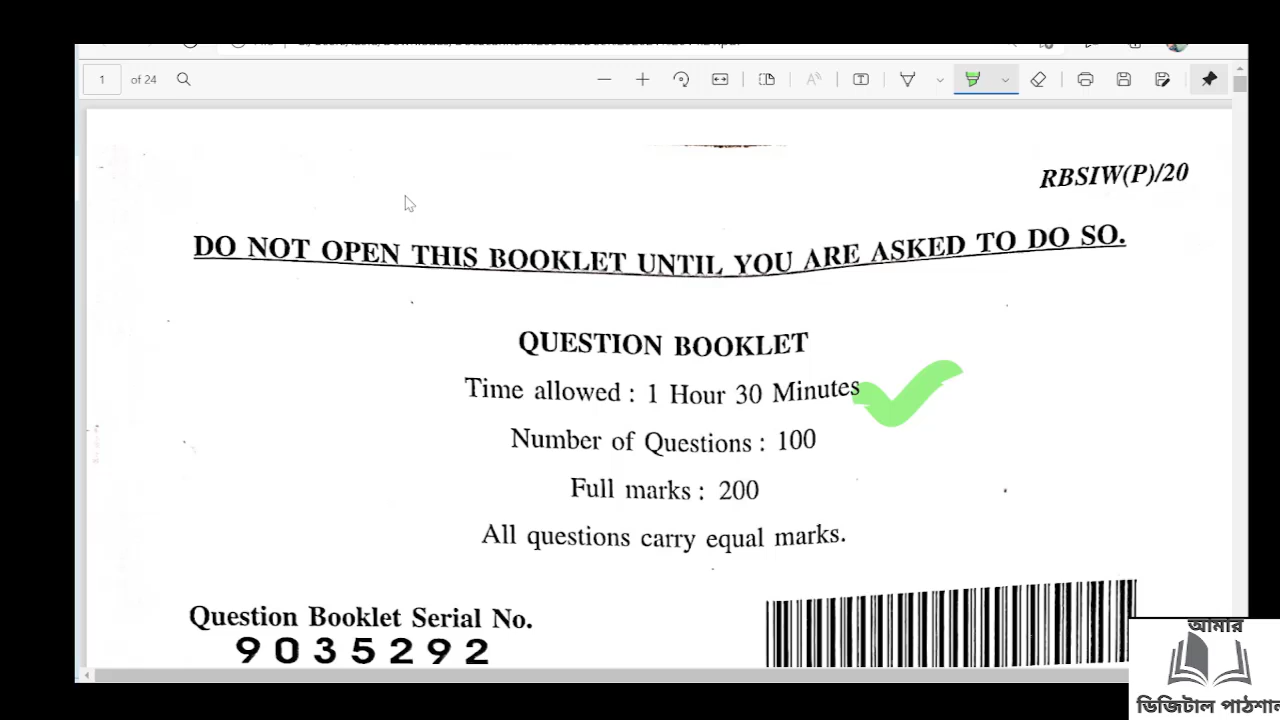 1 of 24
RBSIW(P)/20
DO NOT OPEN THIS BOOKLET UNTIL YOU ARE ASKED TO DO SO.
QUESTION BOOKLET
Time allowed : 1 Hour 30 Minutes
Number of Questions : 100
Full marks : 200
All questions carry equal marks.
Question Booklet Serial No.
9035292
আমার
ডিজিটাল পাঠশা